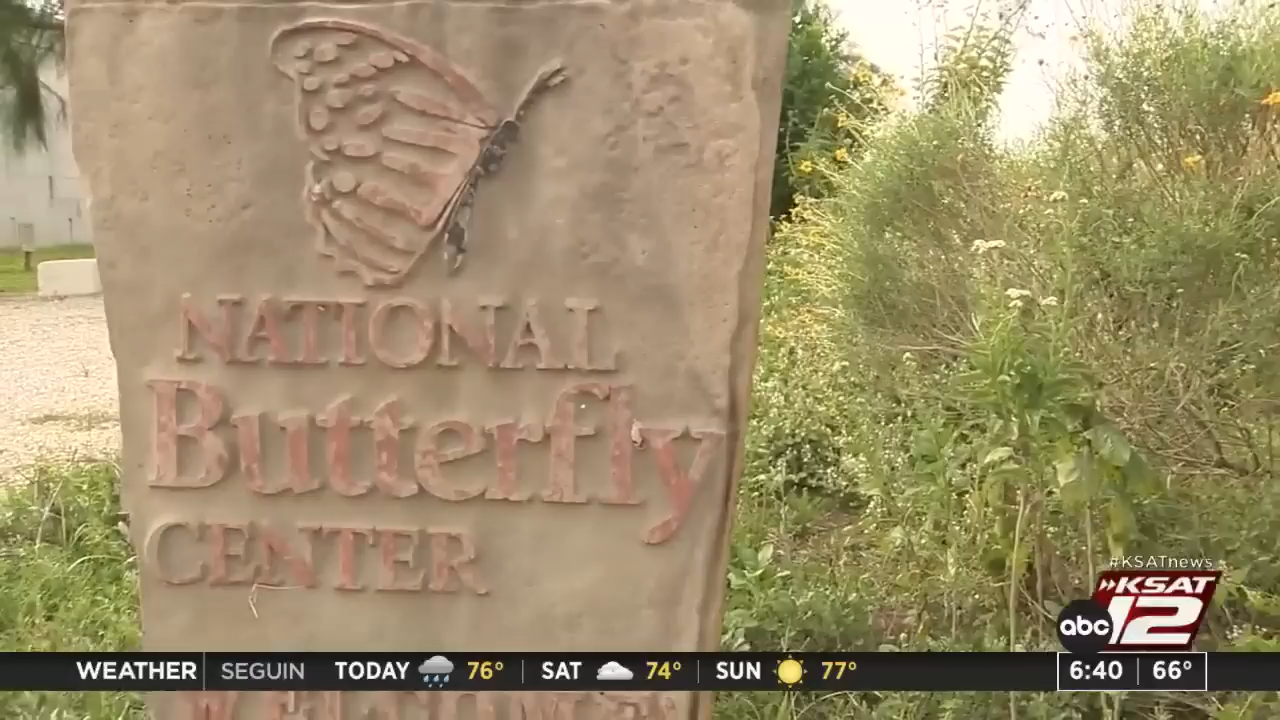 NATIONAL
Butterfly
CENTER
#KSATnews
KSAT
abc 12
WEATHER SEGUIN TODAY 76° SAT 74° SUN 77° 6:40 66°